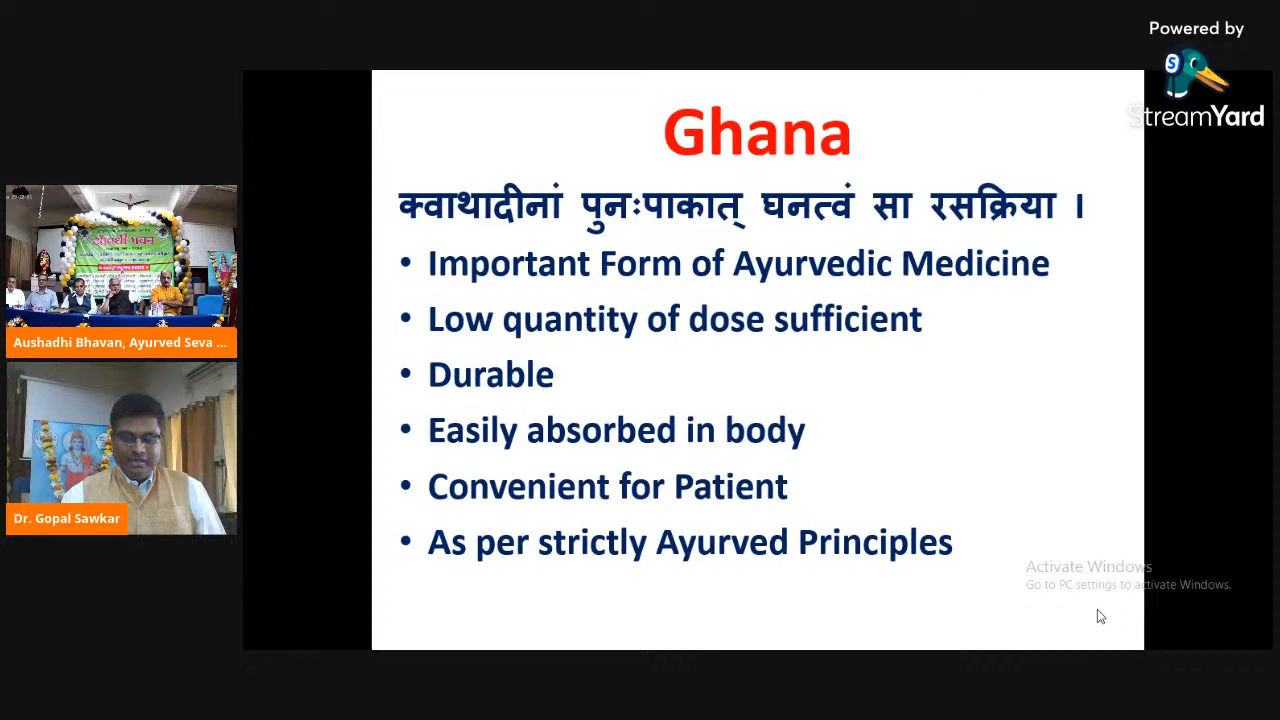 Powered by
StreamYard
Ghana
क्वाथादीनां पुनःपाकात् घनत्वं सा रसक्रिया ।
• Important Form of Ayurvedic Medicine
• Low quantity of dose sufficient
• Durable
• Easily absorbed in body
• Convenient for Patient
• As per strictly Ayurved Principles
औषधी भवन
Aushadhi Bhavan, Ayurved Seva ...
Dr. Gopal Sawkar
Activate Windows
Go to PC settings to activate Windows.